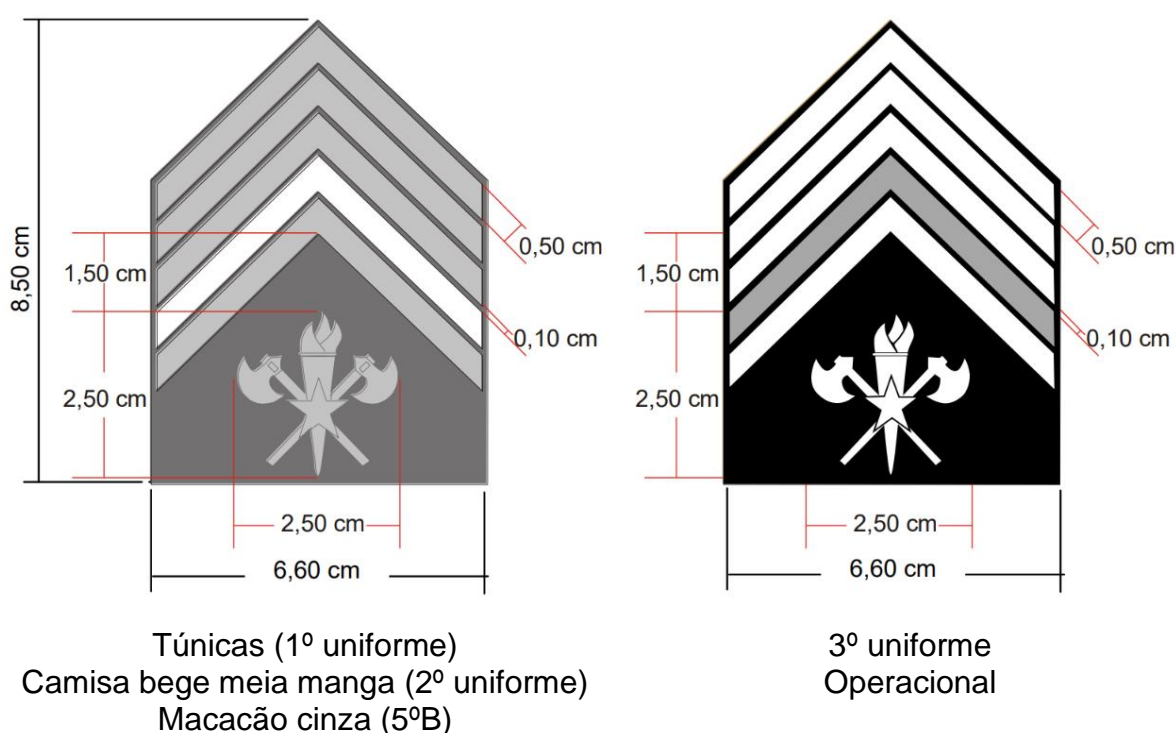 8,50 cm
1,50 cm
2,50 cm
0,50 cm
0,10 cm
2,50 cm
6,60 cm
1,50 cm
2,50 cm
0,50 cm
0,10 cm
2,50 cm
6,60 cm
Túnicas (1º uniforme)
Camisa bege meia manga (2º uniforme)
Macacão cinza (5ºB)
3º uniforme
Operacional